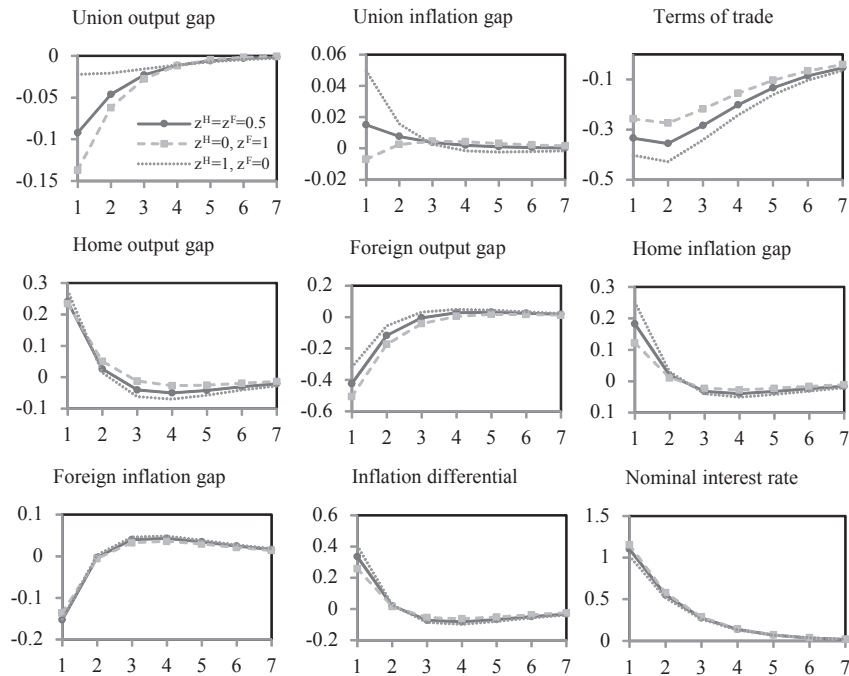 Union output gap
0
-0.05
-0.1
-0.15
1 2 3 4 5 6 7
z^H=z^F=0.5
z^H=0, z^F=1
z^H=1, z^F=0
Union inflation gap
0.06
0.04
0.02
0
-0.02
1 2 3 4 5 6 7
Terms of trade
-0.1
-0.3
-0.5
1 2 3 4 5 6 7
Home output gap
0.3
0.2
0.1
0
-0.1
1 2 3 4 5 6 7
Foreign output gap
0.2
0
-0.2
-0.4
-0.6
1 2 3 4 5 6 7
Home inflation gap
0.3
0.2
0.1
0
0.1
1 2 3 4 5 6 7
Foreign inflation gap
0.1
0
-0.1
-0.2
1 2 3 4 5 6 7
Inflation differential
0.6
0.4
0.2
0
-0.2
1 2 3 4 5 6 7
Nominal interest rate
1.5
1
0.5
0
1 2 3 4 5 6 7